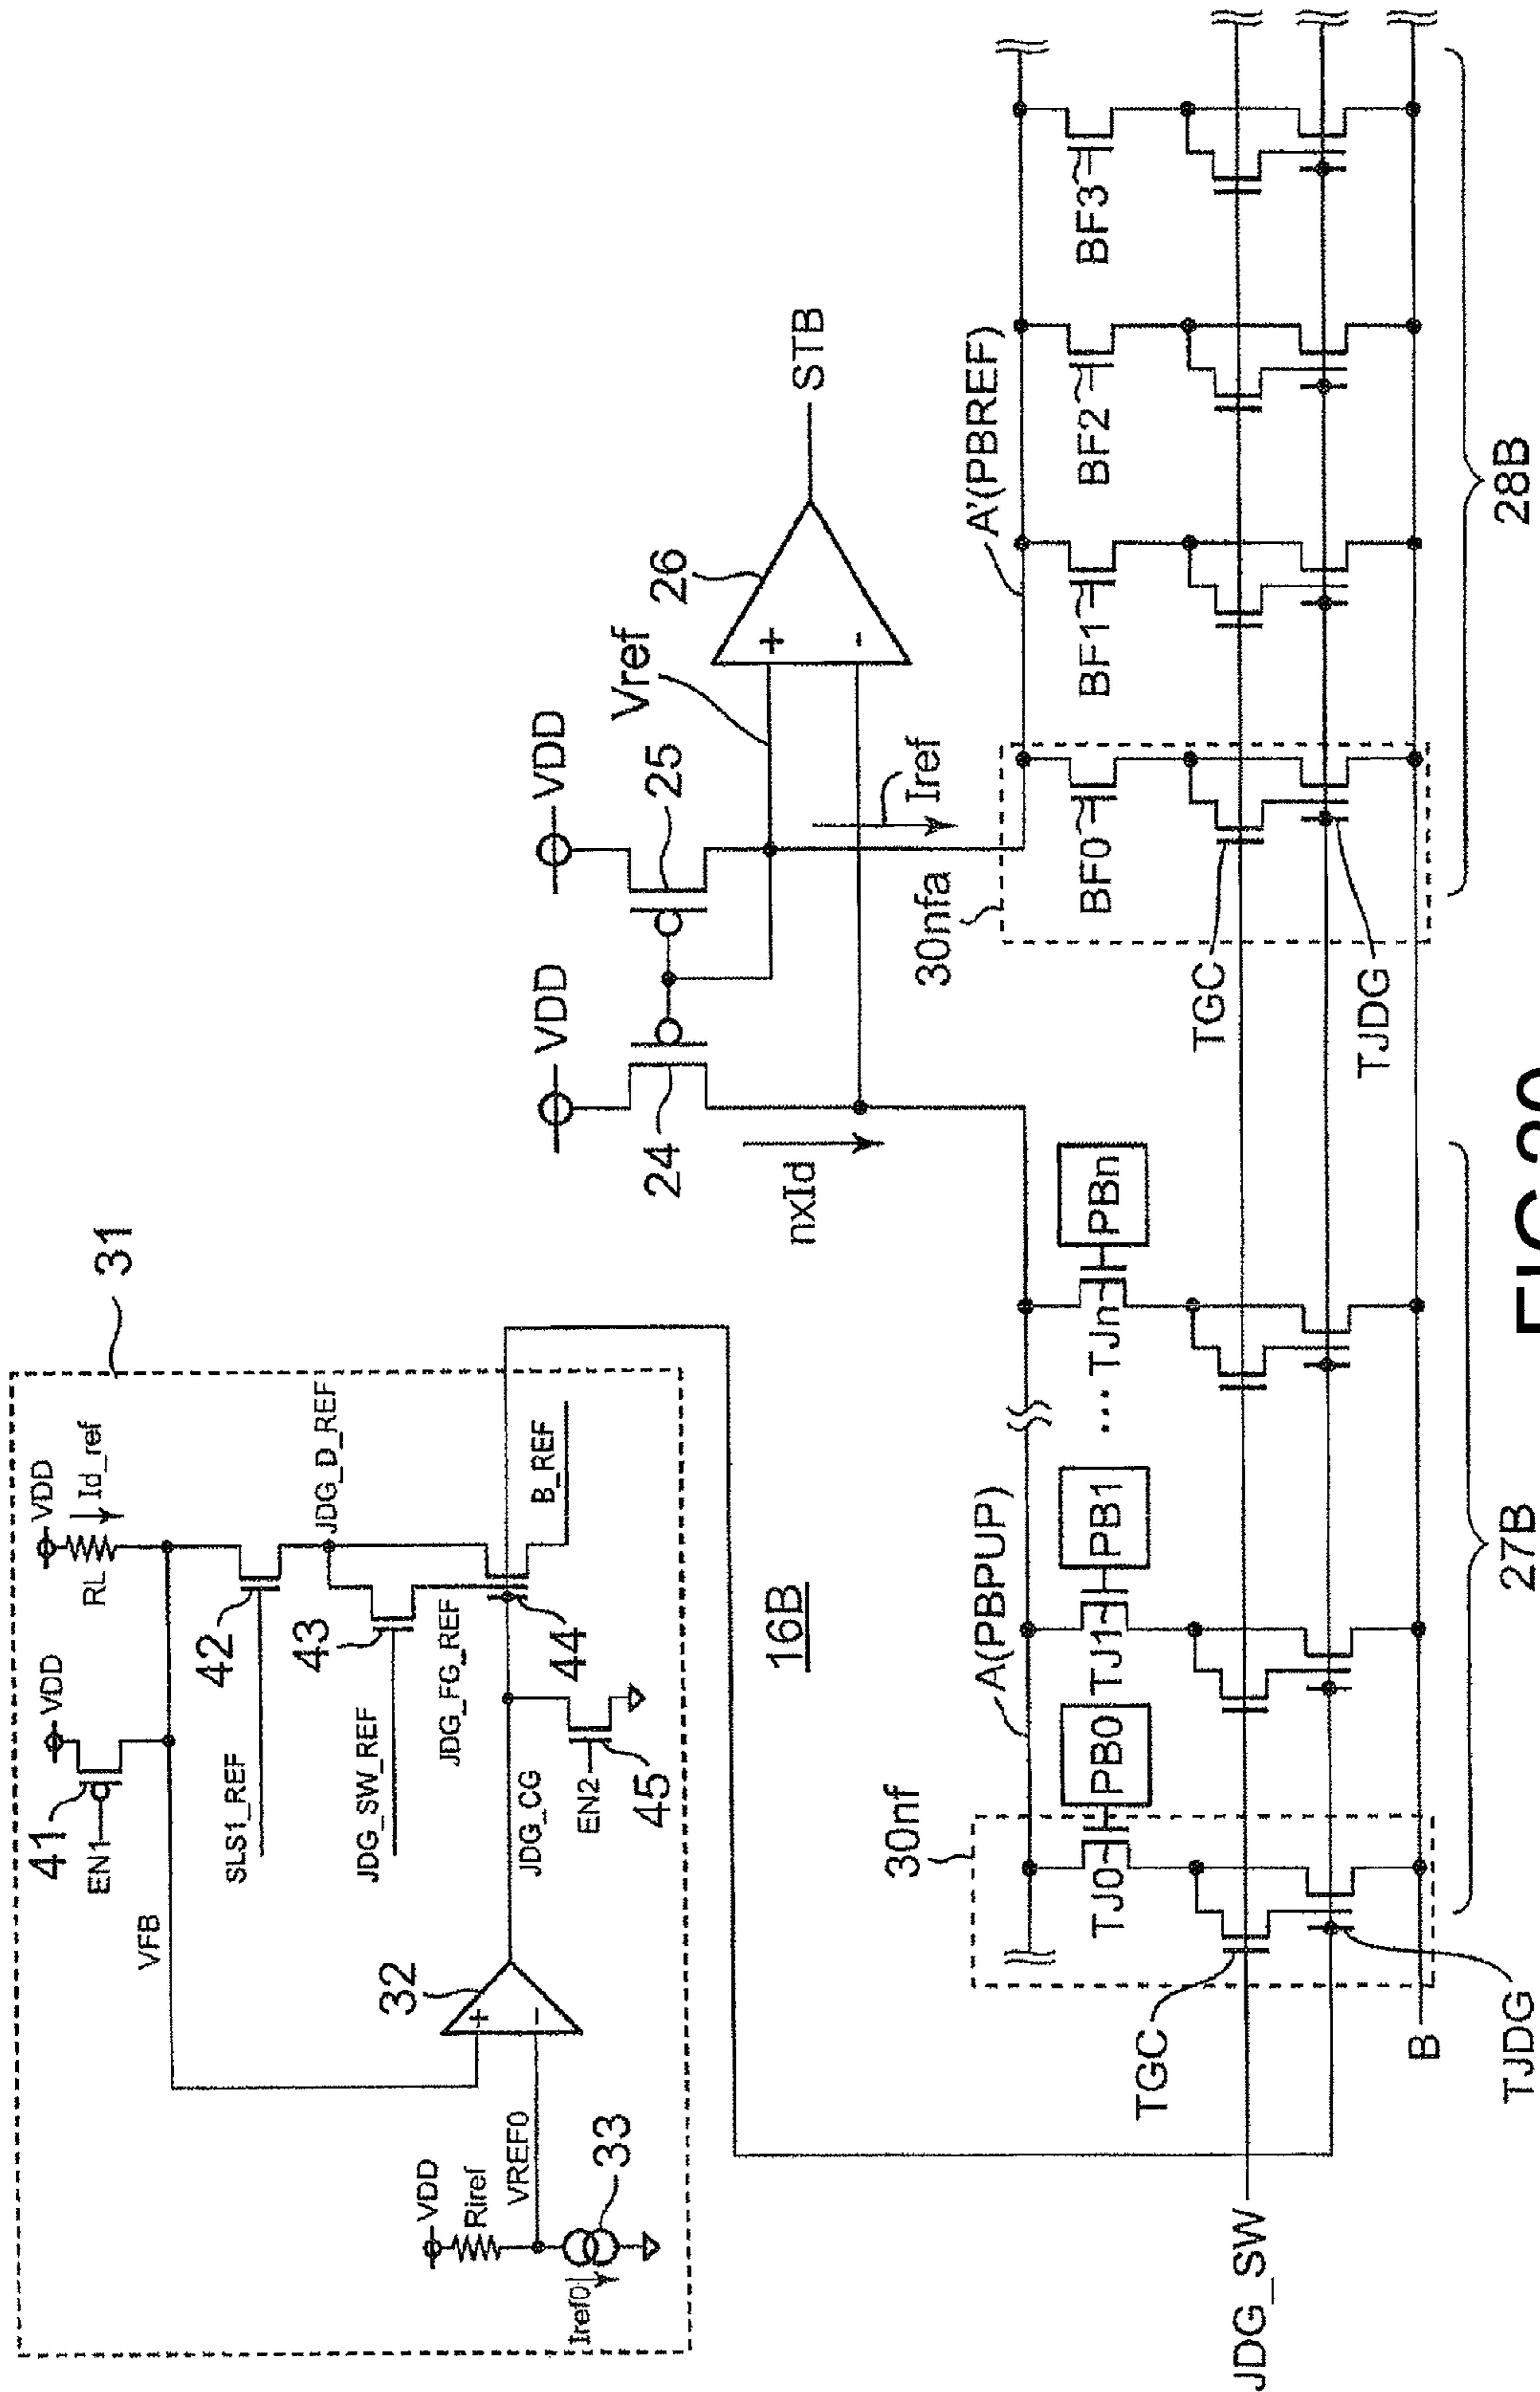 31
VDD
VDD
41
EN1
RL
Id_ref
VFB
SLS1_REF
42
JDG_D_REF
JDG_SW_REF
43
JDG_FG_REF
32
+
-
VDD
Riref
VREF0
Iref0
33
JDG_CG
44
B_REF
EN2
45
16B
VDD
VDD
24
25
Vref
26
+
-
STB
nxId
Iref
30nf
A(PBPUP)
30nfa
A'(PBREF)
TJ0
PB0
TJ1
PB1
...
TJn
PBn
BF0
BF1
BF2
BF3
TGC
TGC
JDG_SW
B
TJDG
TJDG
27B
28B